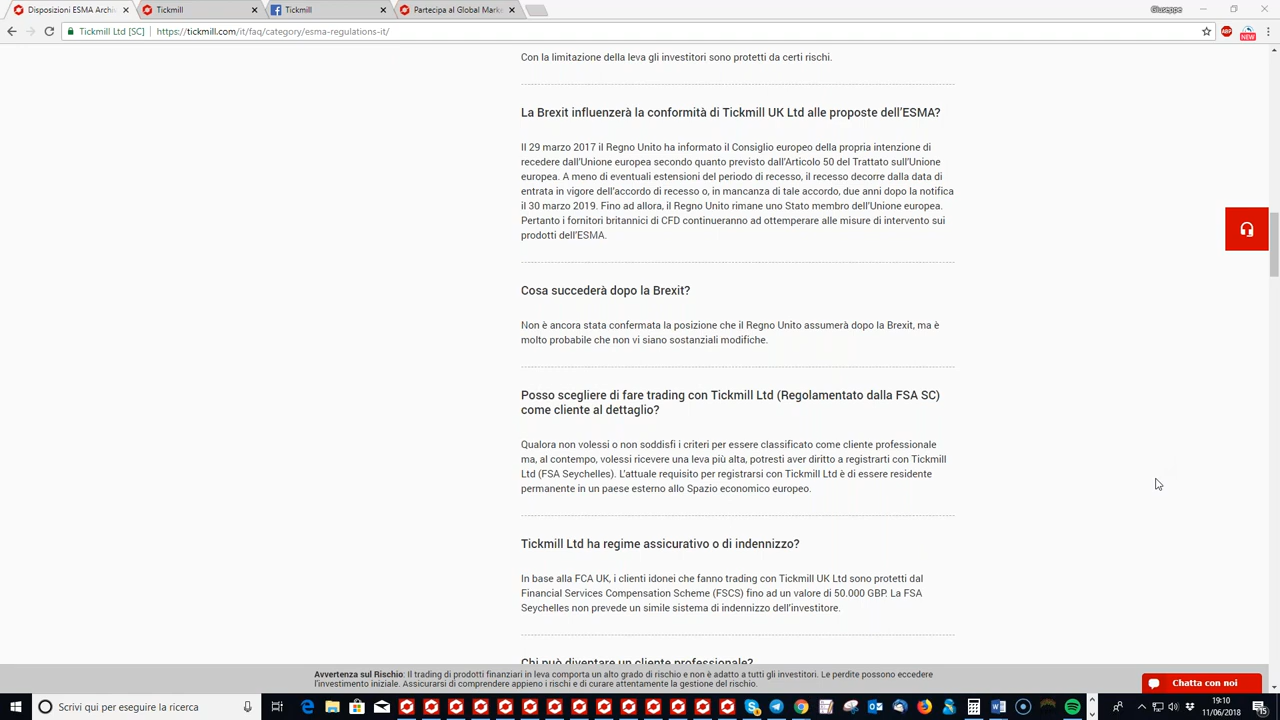 Disposizioni ESMA Archi
Tickmill
Tickmill
Partecipa al Global Marke
Giuseppe
Tickmill Ltd [SC]
https://tickmill.com/it/faq/category/esma-regulations-it/
ABP
NEW
Con la limitazione della leva gli investitori sono protetti da certi rischi.
La Brexit influenzerà la conformità di Tickmill UK Ltd alle proposte dell'ESMA?
Il 29 marzo 2017 il Regno Unito ha informato il Consiglio europeo della propria intenzione di
recedere dall'Unione europea secondo quanto previsto dall'Articolo 50 del Trattato sull'Unione
europea. A meno di eventuali estensioni del periodo di recesso, il recesso decorre dalla data di
entrata in vigore dell'accordo di recesso o, in mancanza di tale accordo, due anni dopo la notifica
il 30 marzo 2019. Fino ad allora, il Regno Unito rimane uno Stato membro dell'Unione europea.
Pertanto i fornitori britannici di CFD continueranno ad ottemperare alle misure di intervento sui
prodotti dell'ESMA.
Cosa succederà dopo la Brexit?
Non è ancora stata confermata la posizione che il Regno Unito assumerà dopo la Brexit, ma è
molto probabile che non vi siano sostanziali modifiche.
Posso scegliere di fare trading con Tickmill Ltd (Regolamentato dalla FSA SC)
come cliente al dettaglio?
Qualora non volessi o non soddisfi i criteri per essere classificato come cliente professionale
ma, al contempo, volessi ricevere una leva più alta, potresti aver diritto a registrarti con Tickmill
Ltd (FSA Seychelles). L'attuale requisito per registrarsi con Tickmill Ltd è di essere residente
permanente in un paese esterno allo Spazio economico europeo.
Tickmill Ltd ha regime assicurativo o di indennizzo?
In base alla FCA UK, i clienti idonei che fanno trading con Tickmill UK Ltd sono protetti dal
Financial Services Compensation Scheme (FSCS) fino ad un valore di 50.000 GBP. La FSA
Seychelles non prevede un simile sistema di indennizzo dell'investitore.
Chi può diventare un cliente professionale?
Avvertenza sul Rischio: Il trading di prodotti finanziari in leva comporta un alto grado di rischio e non è adatto a tutti gli investitori. Le perdite possono eccedere
l'investimento iniziale. Assicurarsi di comprendere appieno i rischi e di curare attentamente la gestione del rischio.
Chatta con noi
Scrivi qui per eseguire la ricerca
19:10
11/06/2018
15